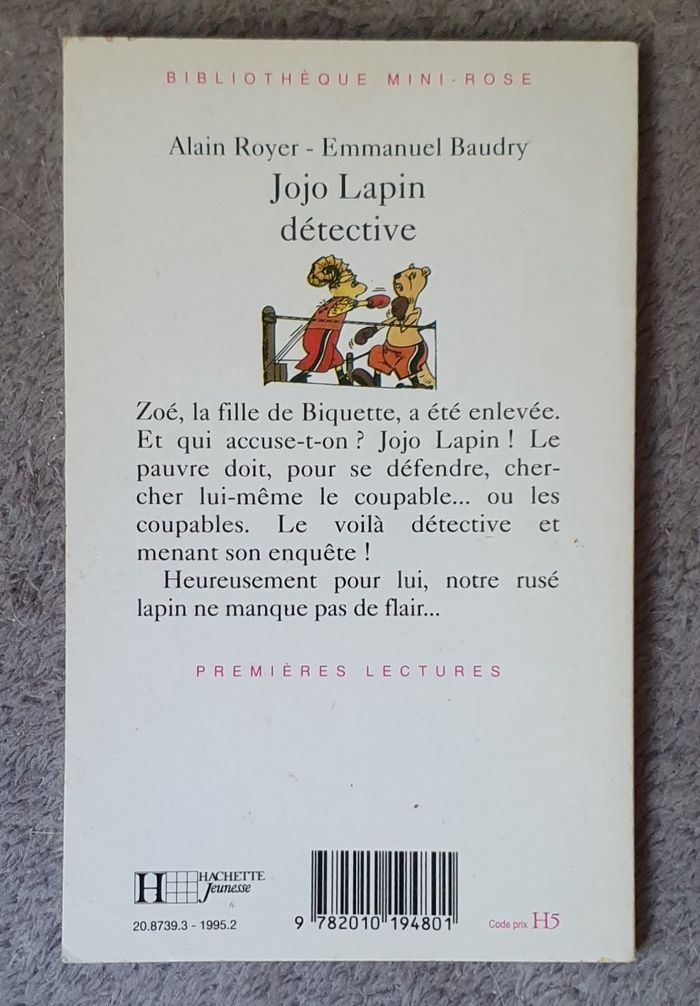 BIBLIOTHÈQUE MINI-ROSE
Alain Royer - Emmanuel Baudry
Jojo Lapin
détective
Zoé, la fille de Biquette, a été enlevée.
Et qui accuse-t-on ? Jojo Lapin ! Le
pauvre doit, pour se défendre, cher-
cher lui-même le coupable... ou les
coupables. Le voilà détective et
menant son enquête !
Heureusement pour lui, notre rusé
lapin ne manque pas de flair...
PREMIÈRES LECTURES
H HACHETTE
Jeunesse
20.8739.3 - 1995.2
9 782010 194801
Code prix H5